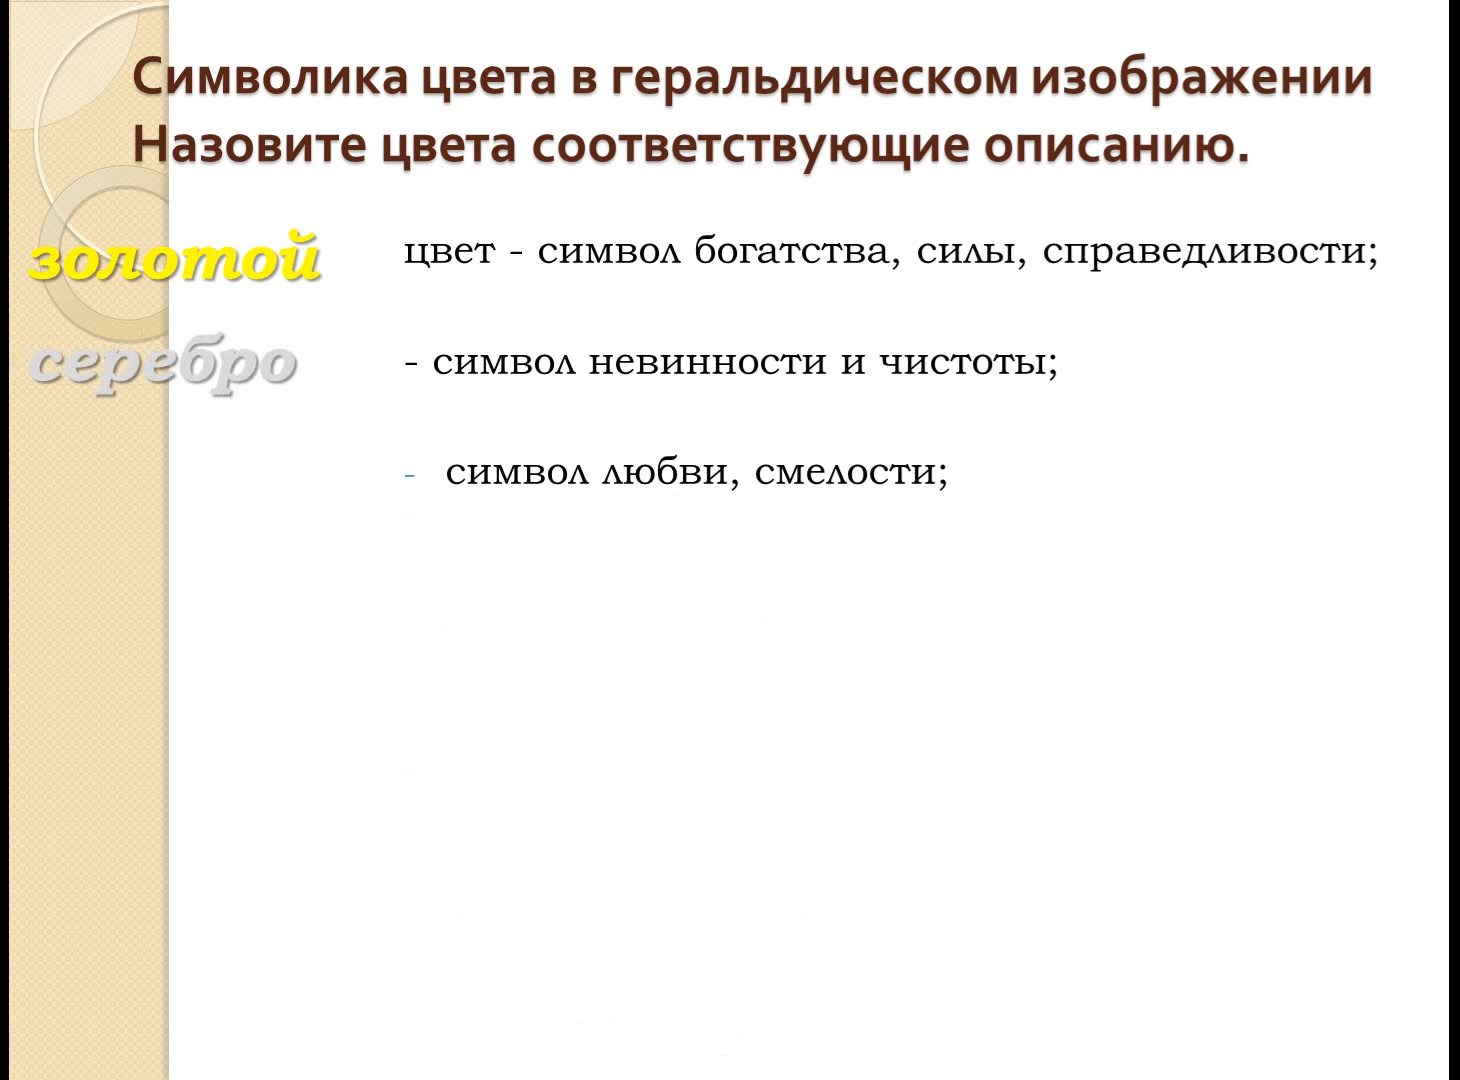 Символика цвета в геральдическом изображении
Назовите цвета соответствующие описанию.
золотой цвет - символ богатства, силы, справедливости;
серебро - символ невинности и чистоты;
- символ любви, смелости;